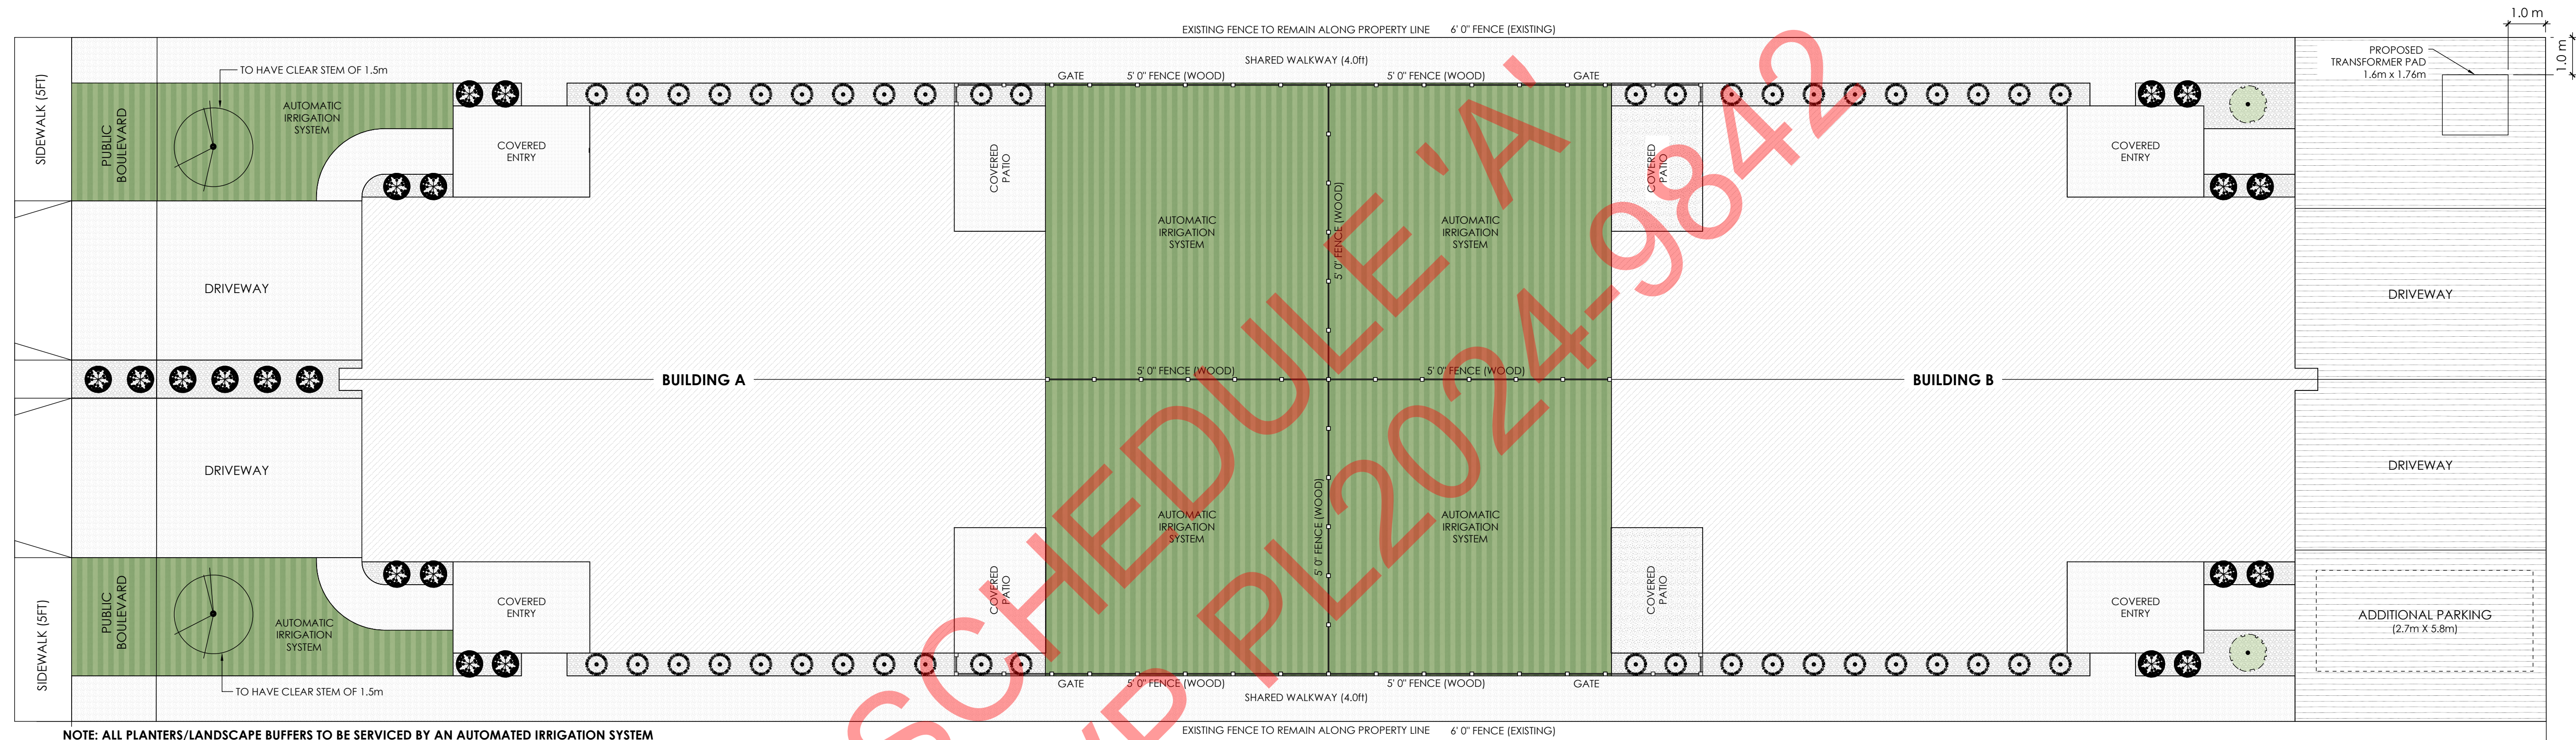 1.0 m
1.0 m
EXISTING FENCE TO REMAIN ALONG PROPERTY LINE 6' 0" FENCE (EXISTING)
SHARED WALKWAY (4.0ft)
GATE 5' 0" FENCE (WOOD) 5' 0" FENCE (WOOD) GATE
PROPOSED
TRANSFORMER PAD
1.6m x 1.76m
TO HAVE CLEAR STEM OF 1.5m
SIDEWALK (5FT)
PUBLIC
BOULEVARD
AUTOMATIC
IRRIGATION
SYSTEM
COVERED
ENTRY
COVERED
PATIO
AUTOMATIC
IRRIGATION
SYSTEM
5' 0" FENCE (WOOD)
AUTOMATIC
IRRIGATION
SYSTEM
COVERED
PATIO
COVERED
ENTRY
DRIVEWAY
DRIVEWAY
5' 0" FENCE (WOOD) 5' 0" FENCE (WOOD)
BUILDING A
BUILDING B
DRIVEWAY
DRIVEWAY
SIDEWALK (5FT)
PUBLIC
BOULEVARD
AUTOMATIC
IRRIGATION
SYSTEM
COVERED
ENTRY
COVERED
PATIO
AUTOMATIC
IRRIGATION
SYSTEM
5' 0" FENCE (WOOD)
AUTOMATIC
IRRIGATION
SYSTEM
COVERED
PATIO
COVERED
ENTRY
ADDITIONAL PARKING
(2.7m X 5.8m)
TO HAVE CLEAR STEM OF 1.5m
GATE 5' 0" FENCE (WOOD) 5' 0" FENCE (WOOD) GATE
SHARED WALKWAY (4.0ft)
EXISTING FENCE TO REMAIN ALONG PROPERTY LINE 6' 0" FENCE (EXISTING)
NOTE: ALL PLANTERS/LANDSCAPE BUFFERS TO BE SERVICED BY AN AUTOMATED IRRIGATION SYSTEM
SCHEDULE 'A'
PL2024-9842